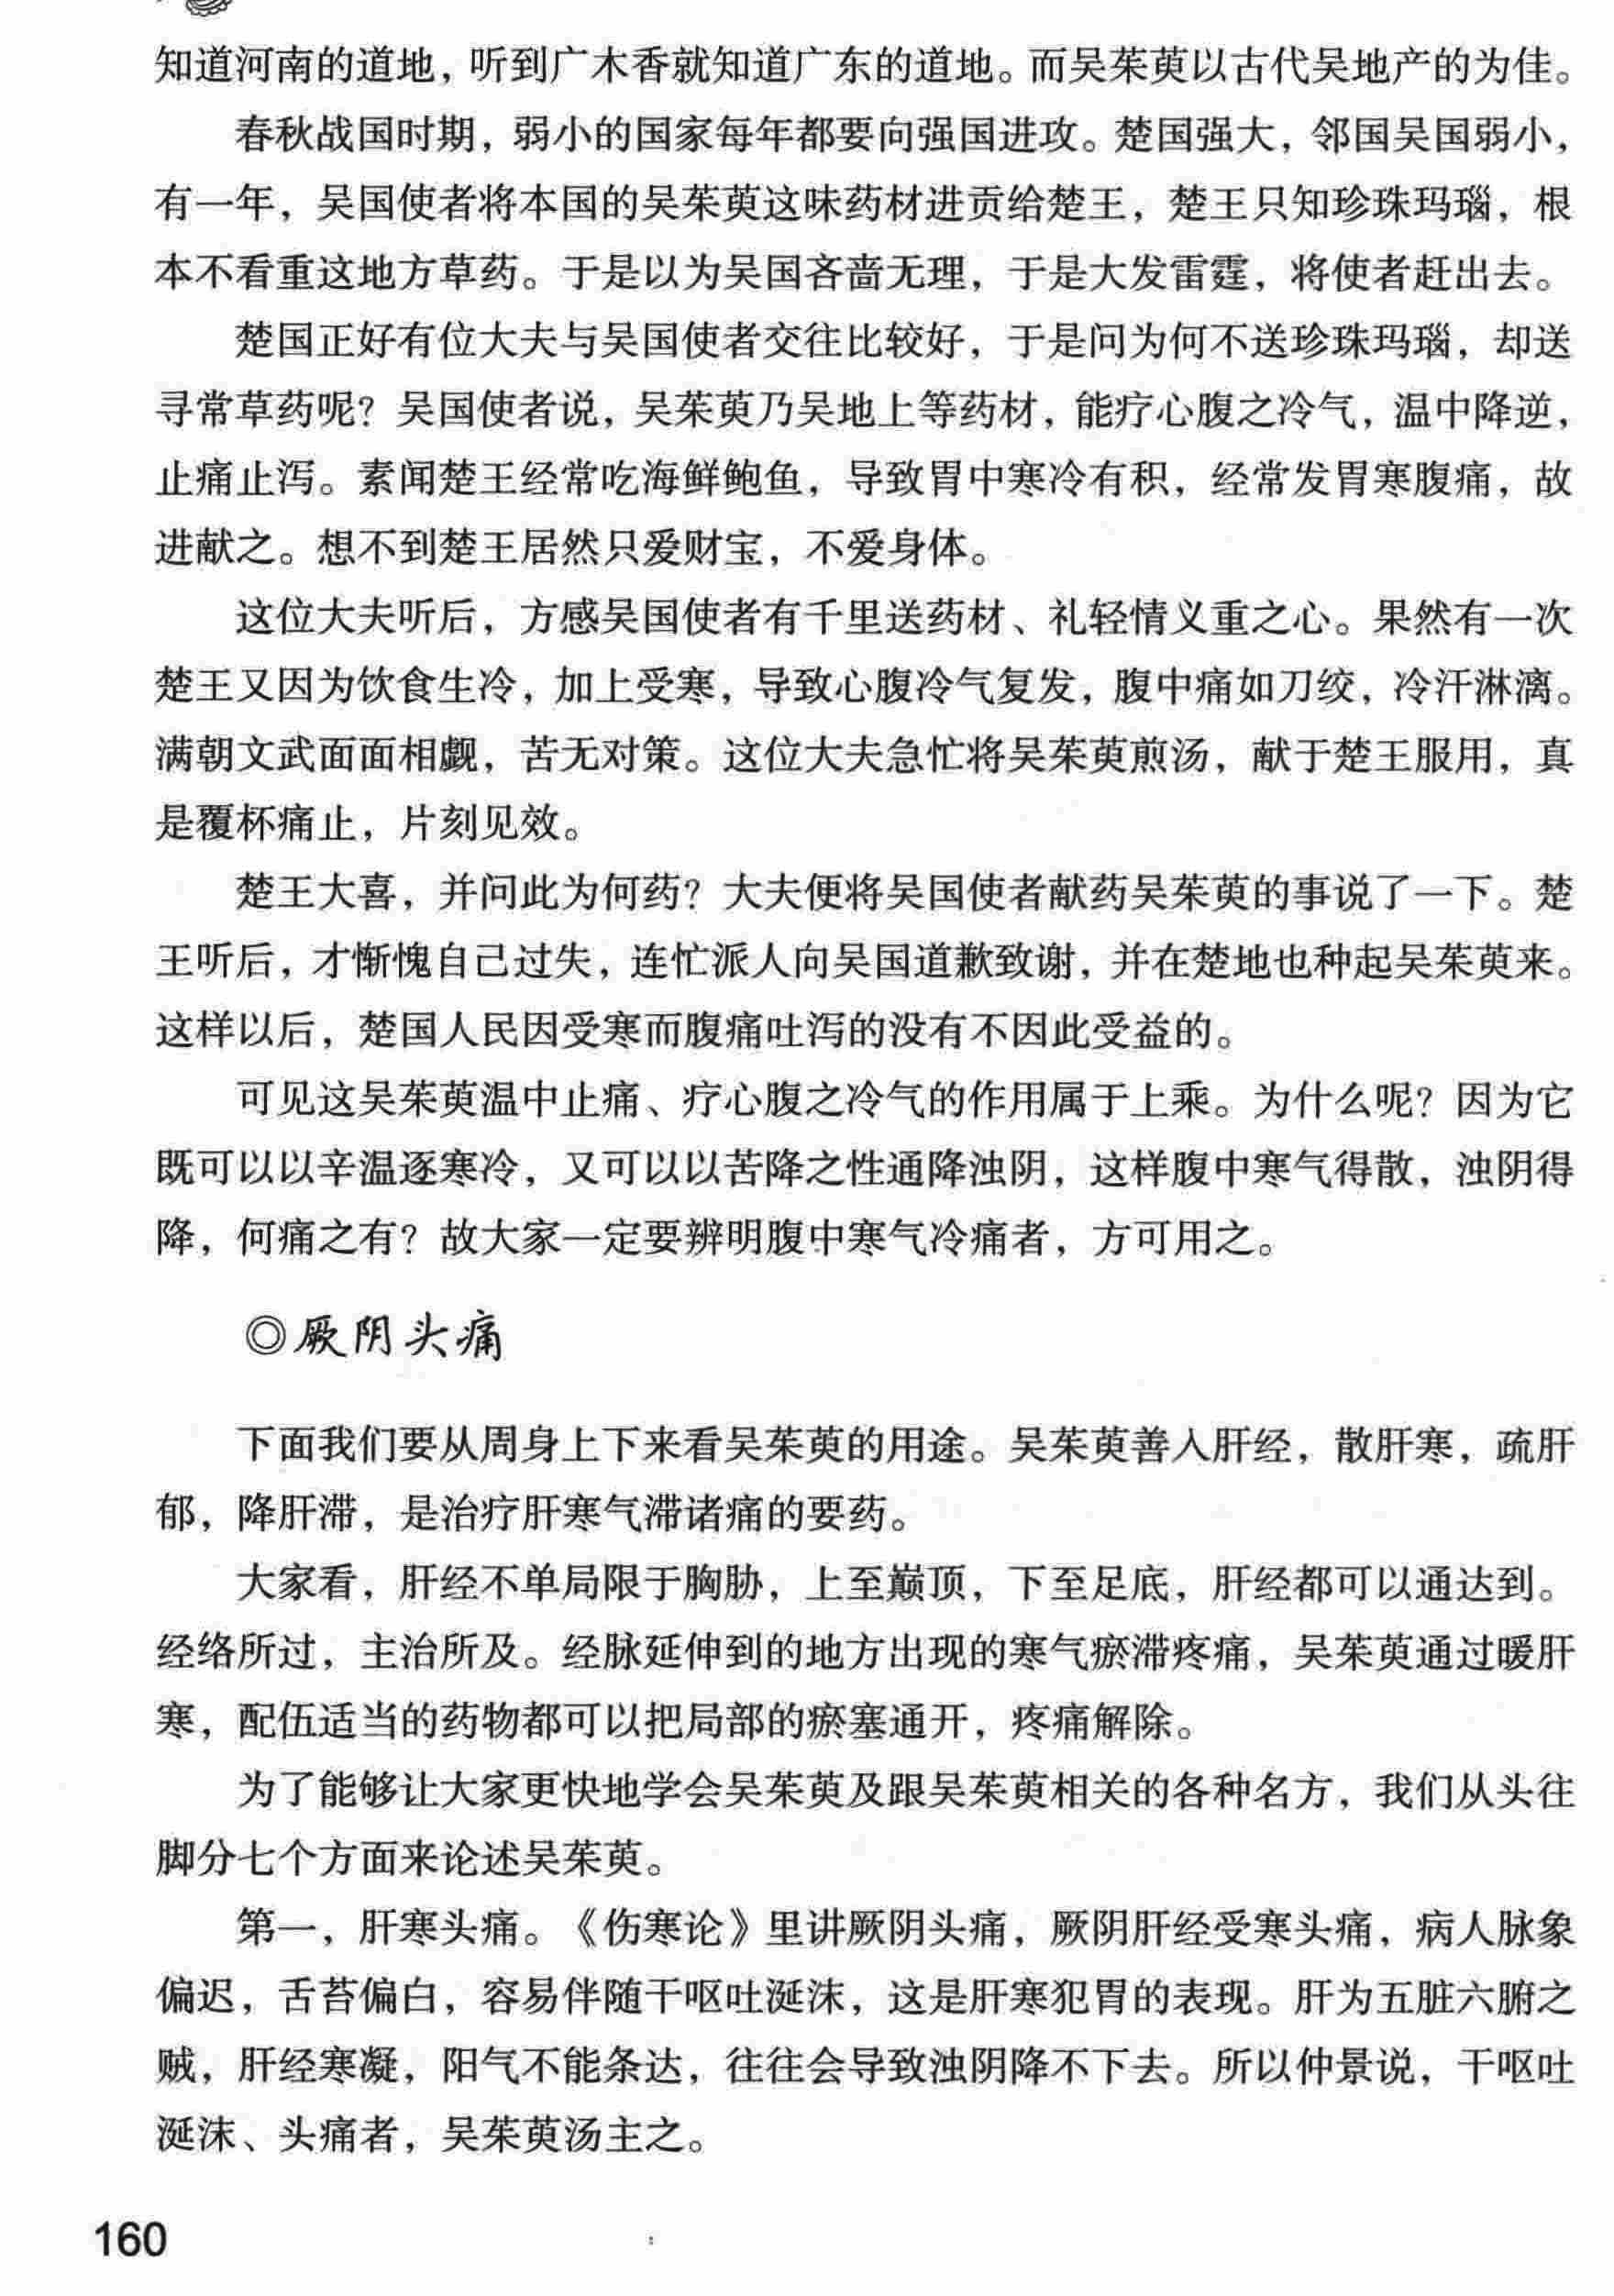 知道河南的道地，听到广木香就知道广东的道地。而吴茱萸以古代吴地产的为佳。
春秋战国时期，弱小的国家每年都要向强国进攻。楚国强大，邻国吴国弱小，
有一年，吴国使者将本国的吴茱萸这味药材进贡给楚王，楚王只知珍珠玛瑙，根
本不看重这地方草药。于是以为吴国吝啬无理，于是大发雷霆，将使者赶出去。
楚国正好有位大夫与吴国使者交往比较好，于是问为何不送珍珠玛瑙，却送
寻常草药呢？吴国使者说，吴茱萸乃吴地上等药材，能疗心腹之冷气，温中降逆，
止痛止泻。素闻楚王经常吃海鲜鲍鱼，导致胃中寒冷有积，经常发胃寒腹痛，故
进献之。想不到楚王居然只爱财宝，不爱身体。
这位大夫听后，方感吴国使者有千里送药材、礼轻情义重之心。果然有一次
楚王又因为饮食生冷，加上受寒，导致心腹冷气复发，腹中痛如刀绞，冷汗淋漓。
满朝文武面面相觑，苦无对策。这位大夫急忙将吴茱萸煎汤，献于楚王服用，真
是覆杯痛止，片刻见效。
楚王大喜，并问此为何药？大夫便将吴国使者献药吴茱萸的事说了一下。楚
王听后，才惭愧自己过失，连忙派人向吴国道歉致谢，并在楚地也种起吴茱萸来。
这样以后，楚国人民因受寒而腹痛吐泻的没有不因此受益的。
可见这吴茱萸温中止痛、疗心腹之冷气的作用属于上乘。为什么呢？因为它
既可以以辛温逐寒冷，又可以以苦降之性通降浊阴，这样腹中寒气得散，浊阴得
降，何痛之有？故大家一定要辨明腹中寒气冷痛者，方可用之。
◎厥阴头痛
下面我们要从周身上下来看吴茱萸的用途。吴茱萸善入肝经，散肝寒，疏肝
郁，降肝滞，是治疗肝寒气滞诸痛的要药。
大家看，肝经不单局限于胸胁，上至巅顶，下至足底，肝经都可以通达到。
经络所过，主治所及。经脉延伸到的地方出现的寒气瘀滞疼痛，吴茱萸通过暖肝
寒，配伍适当的药物都可以把局部的瘀塞通开，疼痛解除。
为了能够让大家更快地学会吴茱萸及跟吴茱萸相关的各种名方，我们从头往
脚分七个方面来论述吴茱萸。
第一，肝寒头痛。《伤寒论》里讲厥阴头痛，厥阴肝经受寒头痛，病人脉象
偏迟，舌苔偏白，容易伴随干呕吐涎沫，这是肝寒犯胃的表现。肝为五脏六腑之
贼，肝经寒凝，阳气不能条达，往往会导致浊阴降不下去。所以仲景说，干呕吐
涎沫、头痛者，吴茱萸汤主之。
160